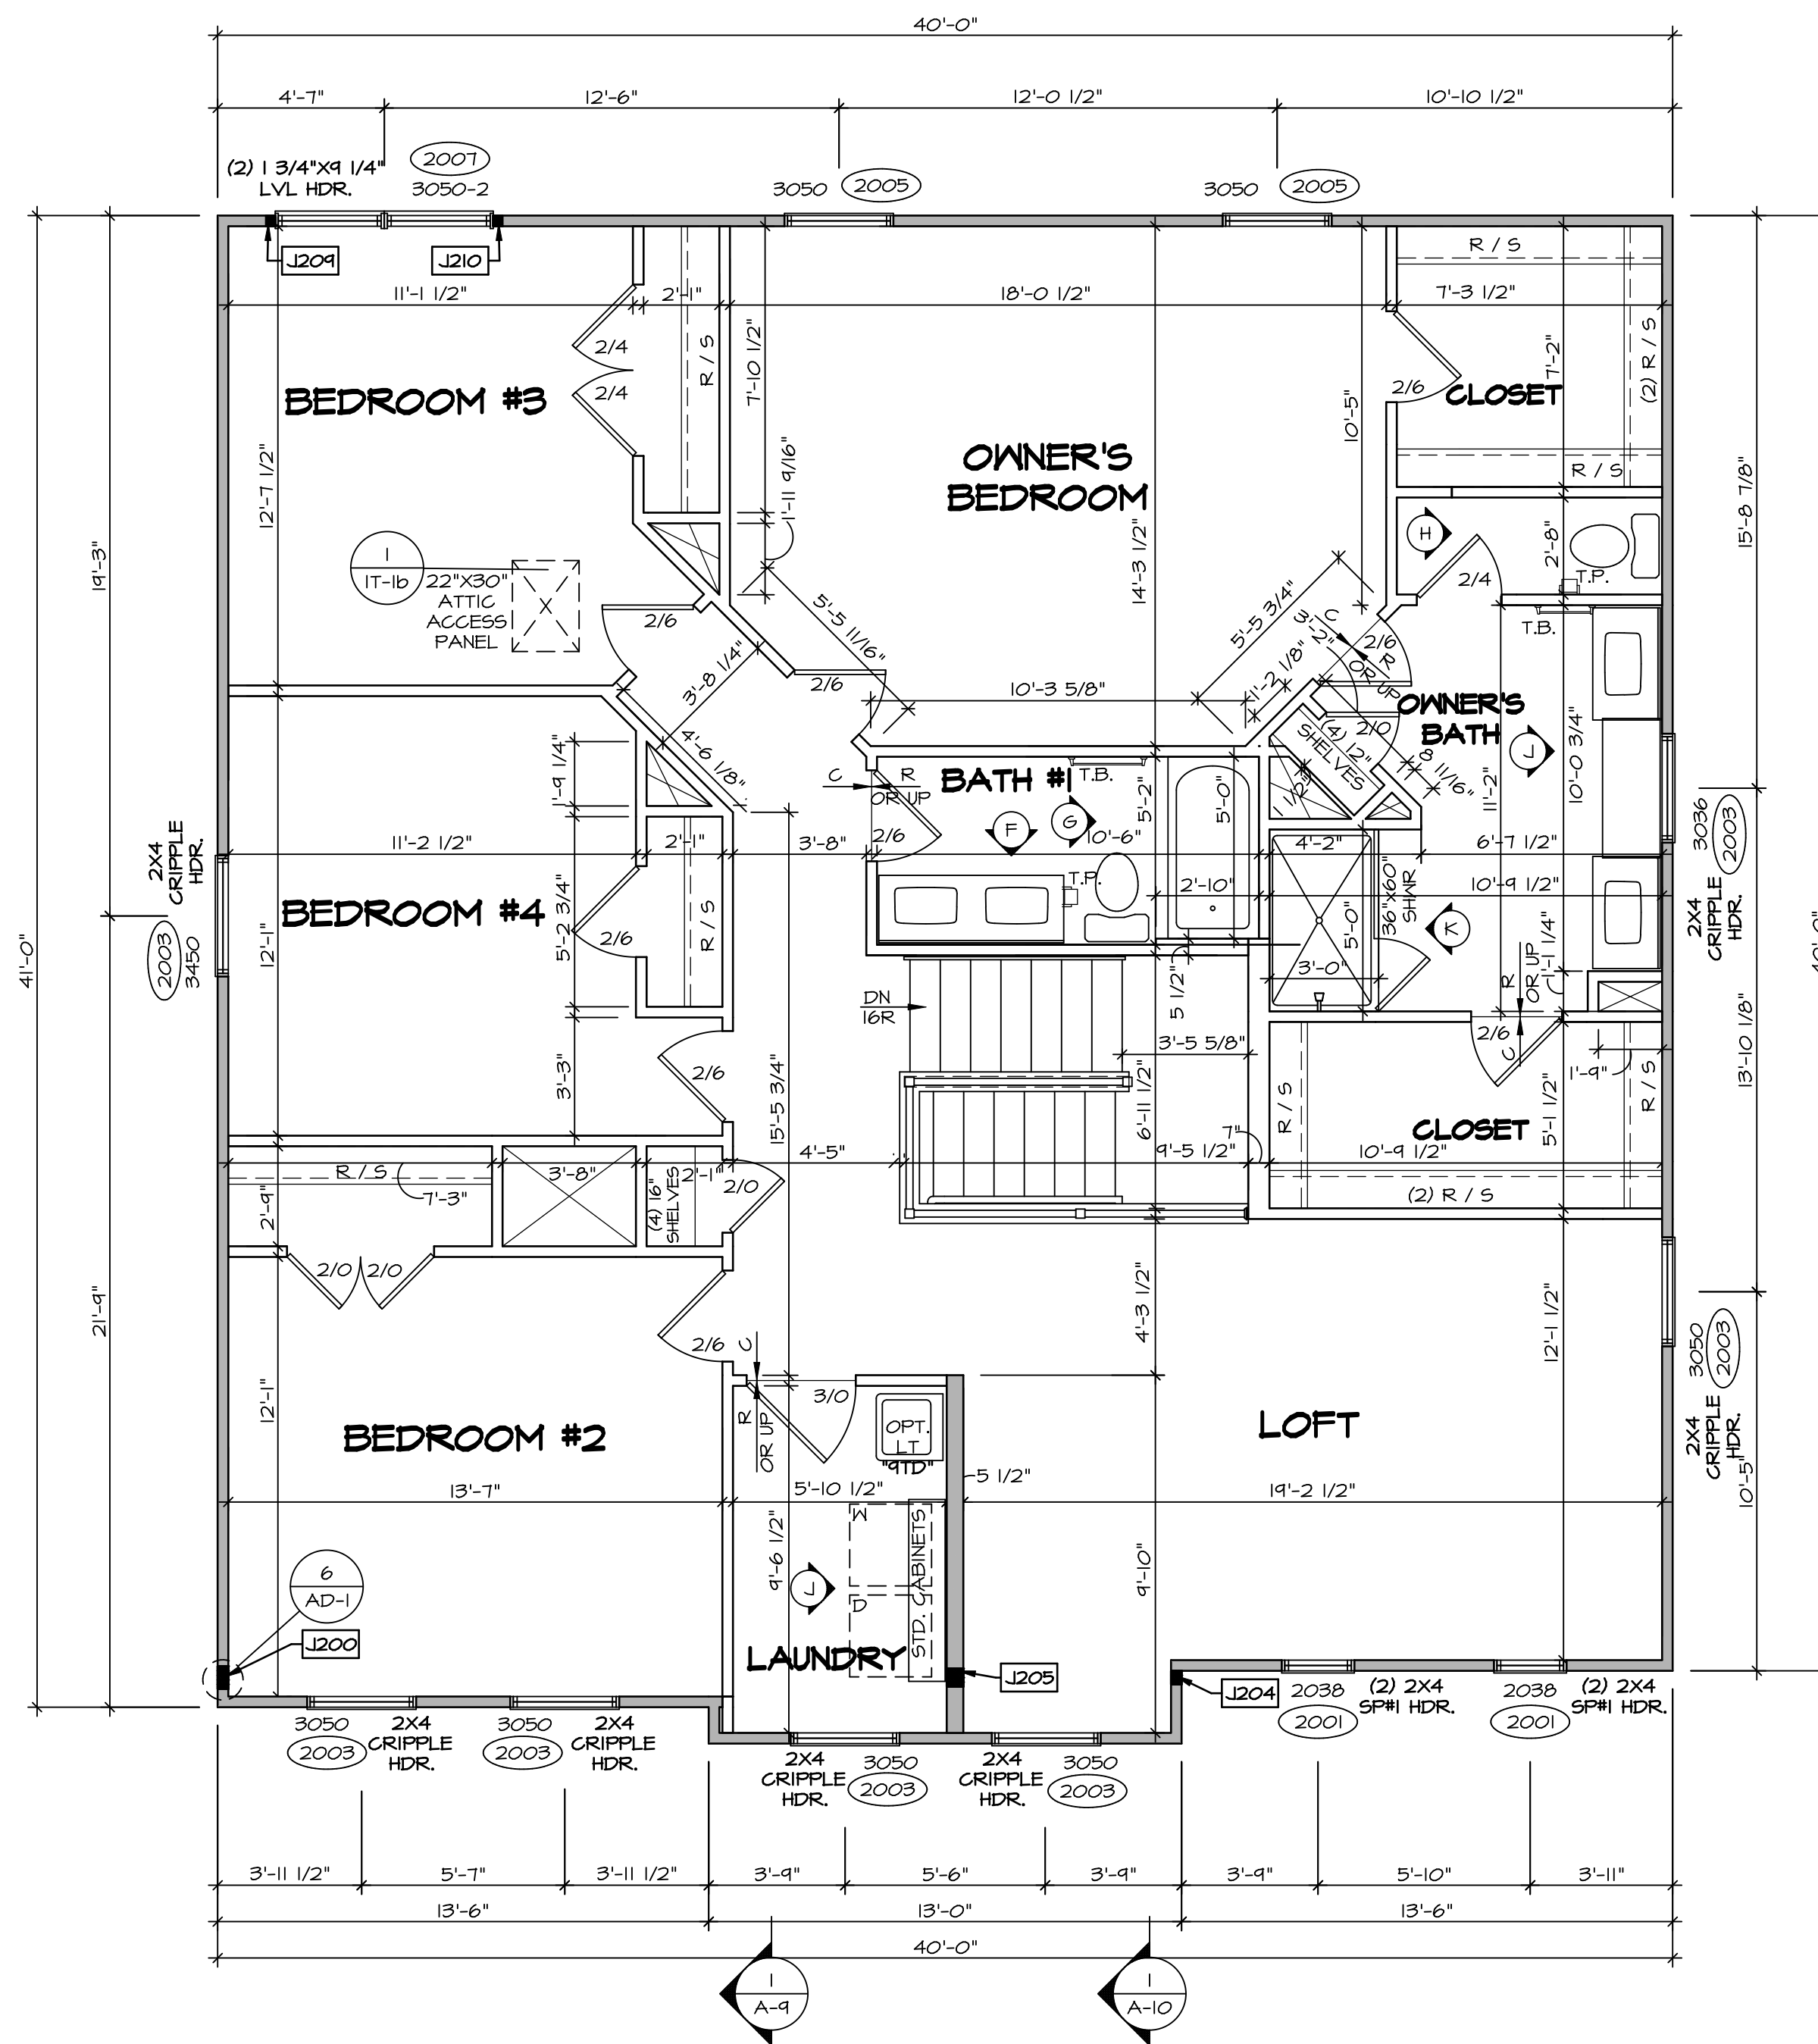 40'-0"
4'-7"
12'-6"
12'-0 1/2"
10'-10 1/2"
(2) 1 3/4"X9 1/4"
LVL HDR.
2007
3050-2
3050
2005
3050
2005
J209
J210
11'-1 1/2"
2'-1"
18'-0 1/2"
7'-3 1/2"
R / S
2/4
2/4
R / S
7'-10 1/2"
10'-5"
7'-2"
(2) R / S
2/6
CLOSET
BEDROOM #3
OWNER'S
BEDROOM
12'-7 1/2"
1'-11 9/16"
14'-3 1/2"
R / S
15'-8 7/8"
19'-3"
1
IT-1b
22"X30"
ATTIC
ACCESS
PANEL
H
2'-8"
2/4
T.P.
T.B.
2/6
5'-5 11/16"
5'-5 3/4"
3'-2"
C
2/6
R
OR UP
3'-8 1/4"
2/6
10'-3 5/8"
1'-2 1/8"
OWNER'S
BATH
2/0
(4) 12"
SHELVES
J
10'-0 3/4"
11'-2"
4'-6 1/8"
1'-9 1/4"
C
R
OR UP
BATH #1
T.B.
5'-2"
5'-0"
2/6
F
G
10'-6"
2X4
CRIPPLE
HDR.
2003
3450
11'-2 1/2"
2'-1"
3'-8"
4'-2"
6'-7 1/2"
3036
2003
2X4
CRIPPLE
HDR.
BEDROOM #4
5'-2 3/4"
2/6
R / S
T.P.
2'-10"
10'-9 1/2"
36"x60"
SHWR
5'-0"
K
12'-1"
41'-0"
40'-0"
3'-0"
R
OR UP
1'-1 1/4"
DN
16R
5 1/2"
3'-5 5/8"
2/6
C
1'-9"
R / S
13'-10 1/8"
3'-3"
2/6
15'-5 3/4"
6'-11 1/2"
R / S
CLOSET
5'-1 1/2"
7"
R / S
7'-3"
3'-8"
(4) 16"
SHELVES
2'-1"
2/0
4'-5"
9'-5 1/2"
10'-9 1/2"
(2) R / S
2'-9"
2/0
2/0
21'-9"
4'-3 1/2"
12'-1 1/2"
2/6
C
R
OR UP
3/0
3050
2003
2X4
CRIPPLE
HDR.
12'-1"
BEDROOM #2
OPT.
LT
"9TD"
LOFT
10'-5"
13'-7"
5'-10 1/2"
5 1/2"
19'-2 1/2"
W
D
STD. CABINETS
9'-6 1/2"
9'-10"
6
AD-1
J
J200
LAUNDRY
J205
J204
3050
2003
2X4
CRIPPLE
HDR.
3050
2003
2X4
CRIPPLE
HDR.
2X4
CRIPPLE
HDR.
3050
2003
2X4
CRIPPLE
HDR.
3050
2003
2038
2001
(2) 2X4
SP#1 HDR.
2038
2001
(2) 2X4
SP#1 HDR.
3'-11 1/2"
5'-7"
3'-11 1/2"
3'-9"
5'-6"
3'-9"
3'-9"
5'-10"
3'-11"
13'-6"
13'-0"
13'-6"
40'-0"
1
A-9
1
A-10